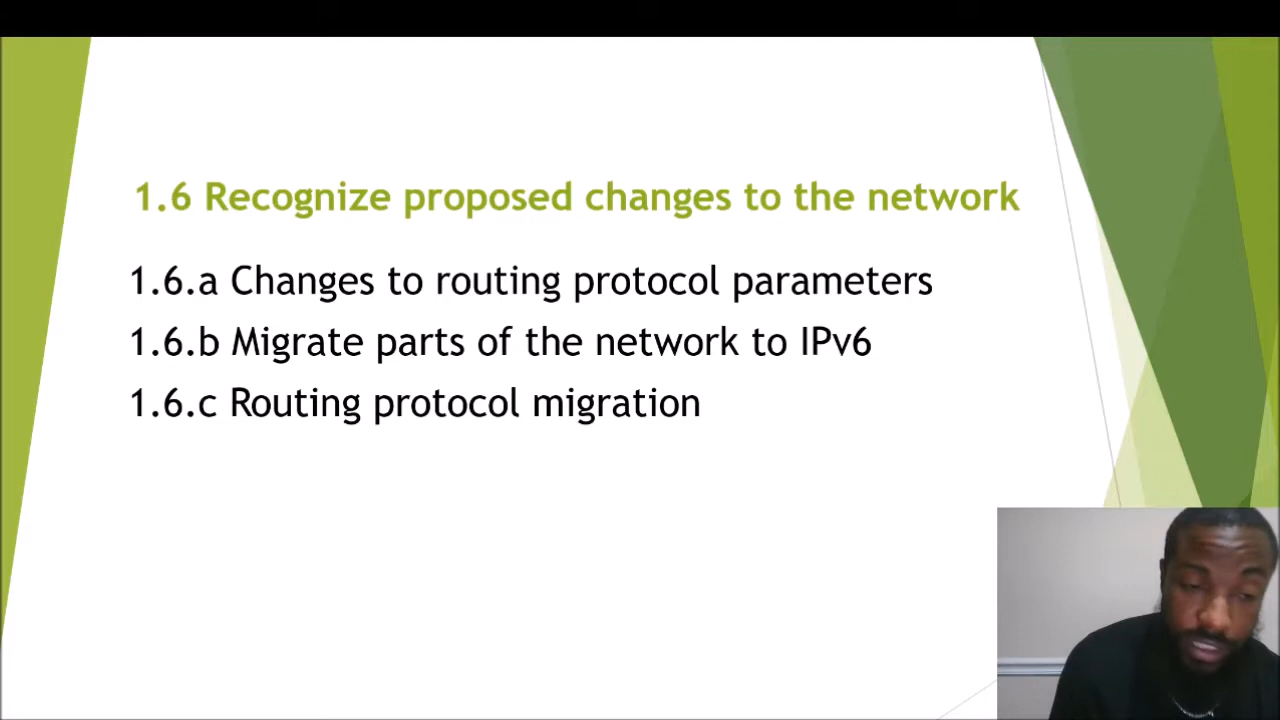 1.6 Recognize proposed changes to the network
1.6.a Changes to routing protocol parameters
1.6.b Migrate parts of the network to IPv6
1.6.c Routing protocol migration